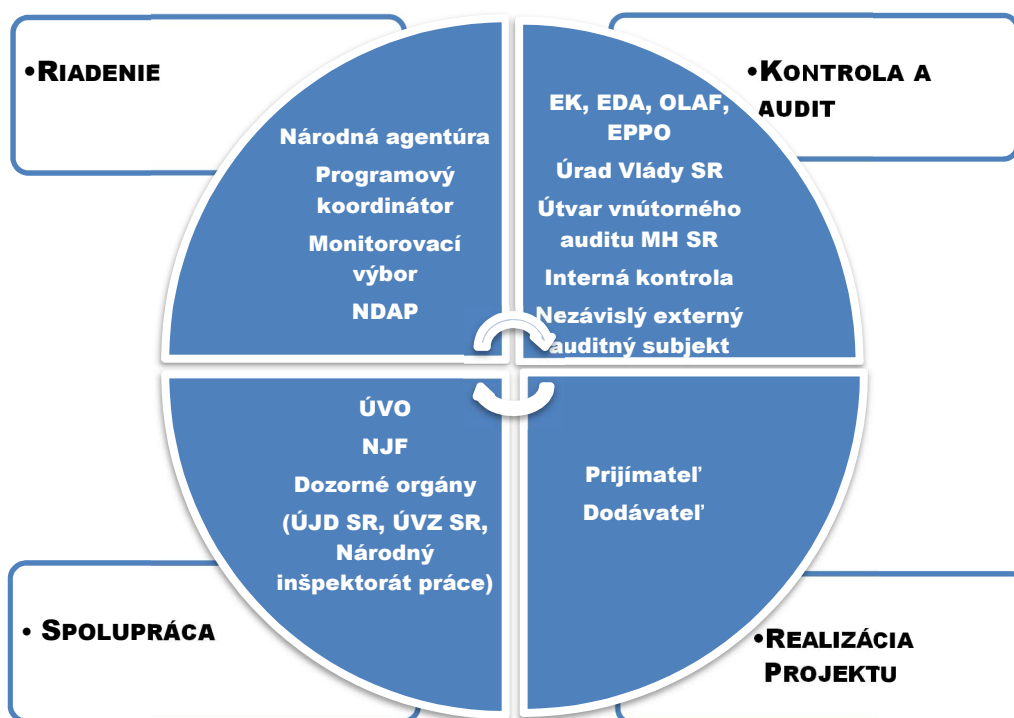 •RIADENIE
Národná agentúra
Programový
koordinátor
Monitorovací
výbor
NDAP
•KONTROLA A
AUDIT
EK, EDA, OLAF,
EPPO
Úrad Vlády SR
Útvar vnútorného
auditu MH SR
Interná kontrola
Nezávislý externý
auditný subjekt
• SPOLUPRÁCA
ÚVO
NJF
Dozorné orgány
(ÚJD SR, ÚVZ SR,
Národný
inšpektorát práce)
•REALIZÁCIA
PROJEKTU
Prijímateľ
Dodávateľ